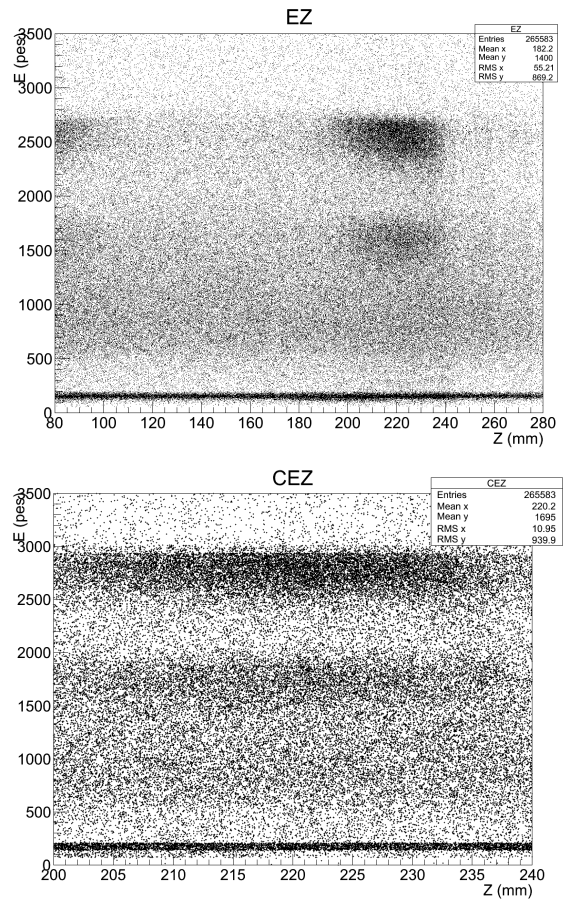 EZ
EZ
Entries 265583
Mean x 182.2
Mean y 1400
RMS x 55.21
RMS y 869.2
E (pes)
3500
3000
2500
2000
1500
1000
500
0
80 100 120 140 160 180 200 220 240 260 280
Z (mm)
CEZ
CEZ
Entries 265583
Mean x 220.2
Mean y 1695
RMS x 10.95
RMS y 939.9
E (pes)
3500
3000
2500
2000
1500
1000
500
0
200 205 210 215 220 225 230 235 240
Z (mm)